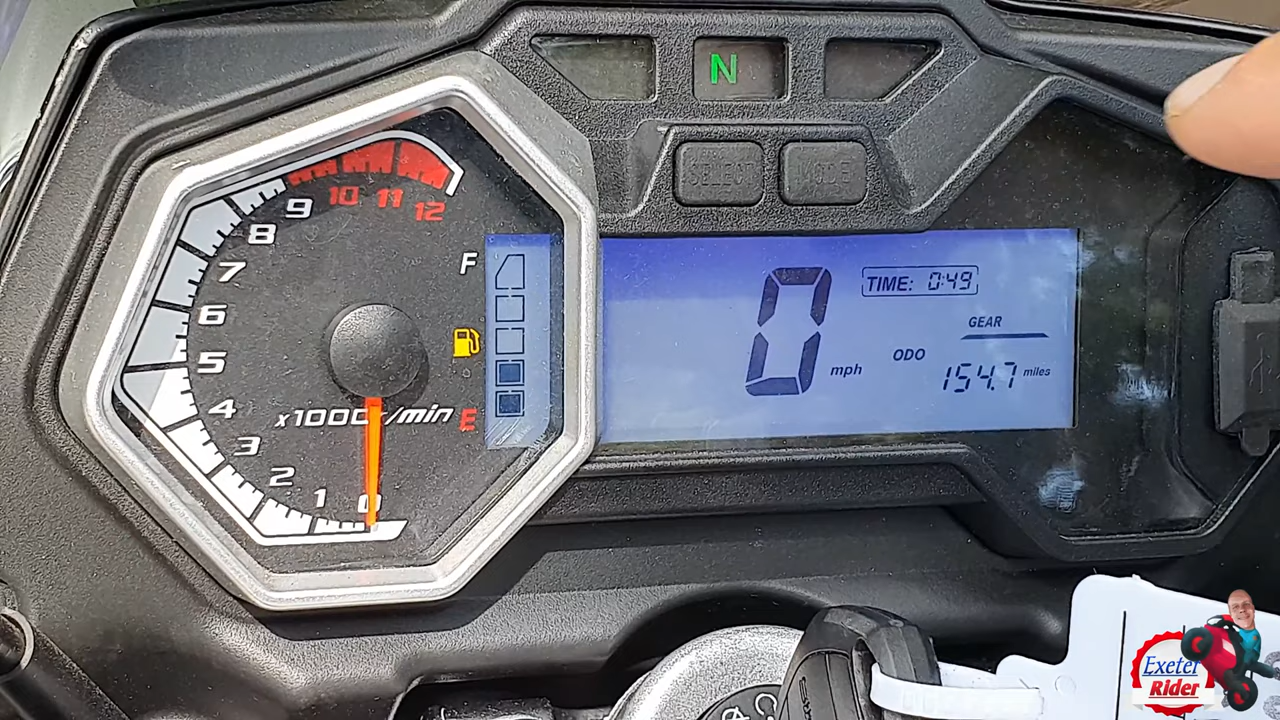 N
SELECT
MODE
12
11
10
9
8
7
6
5
4
3
2
1
0
x1000r/min
F
E
0 mph
TIME: 0:49
GEAR
ODO
154.7 miles
Exeter
Rider